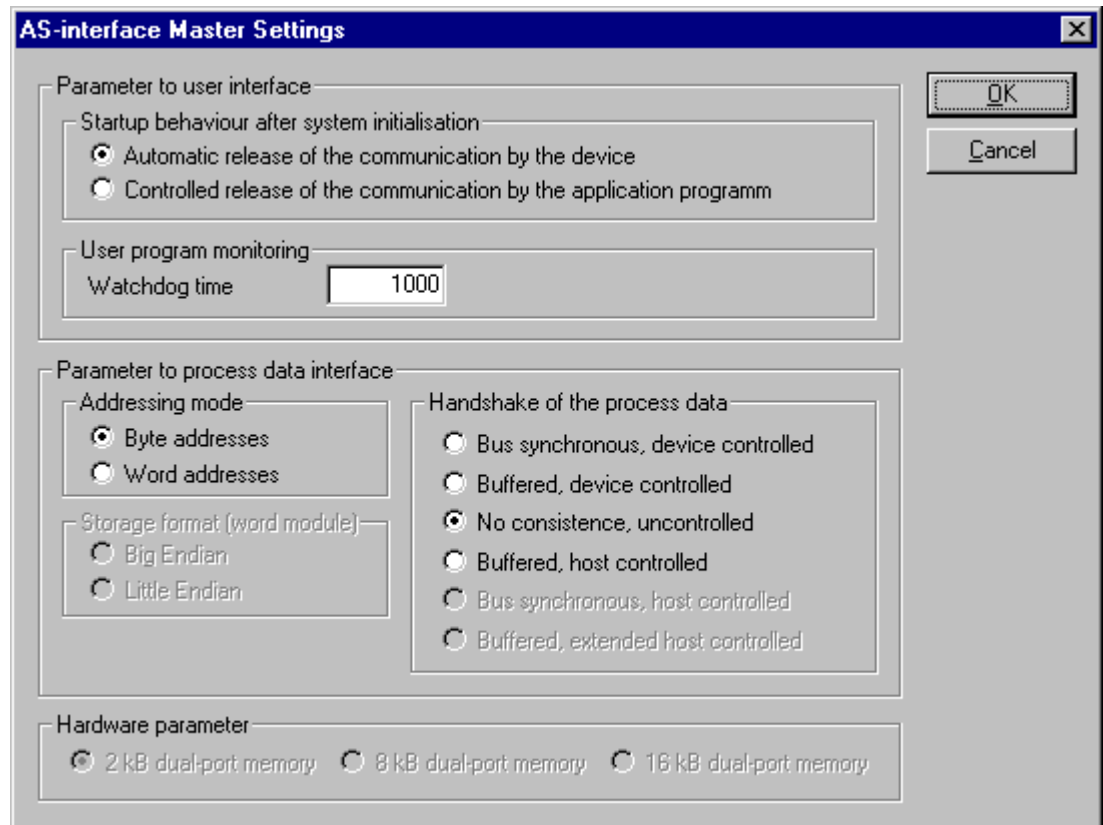 AS-interface Master Settings
Parameter to user interface
OK
Startup behaviour after system initialisation
Automatic release of the communication by the device
Cancel
Controlled release of the communication by the application programm
User program monitoring
Watchdog time 1000
Parameter to process data interface
Addressing mode
Byte addresses
Word addresses
Storage format (word module)
Big Endian
Little Endian
Handshake of the process data
Bus synchronous, device controlled
Buffered, device controlled
No consistence, uncontrolled
Buffered, host controlled
Bus synchronous, host controlled
Buffered, extended host controlled
Hardware parameter
2 kB dual-port memory 8 kB dual-port memory 16 kB dual-port memory